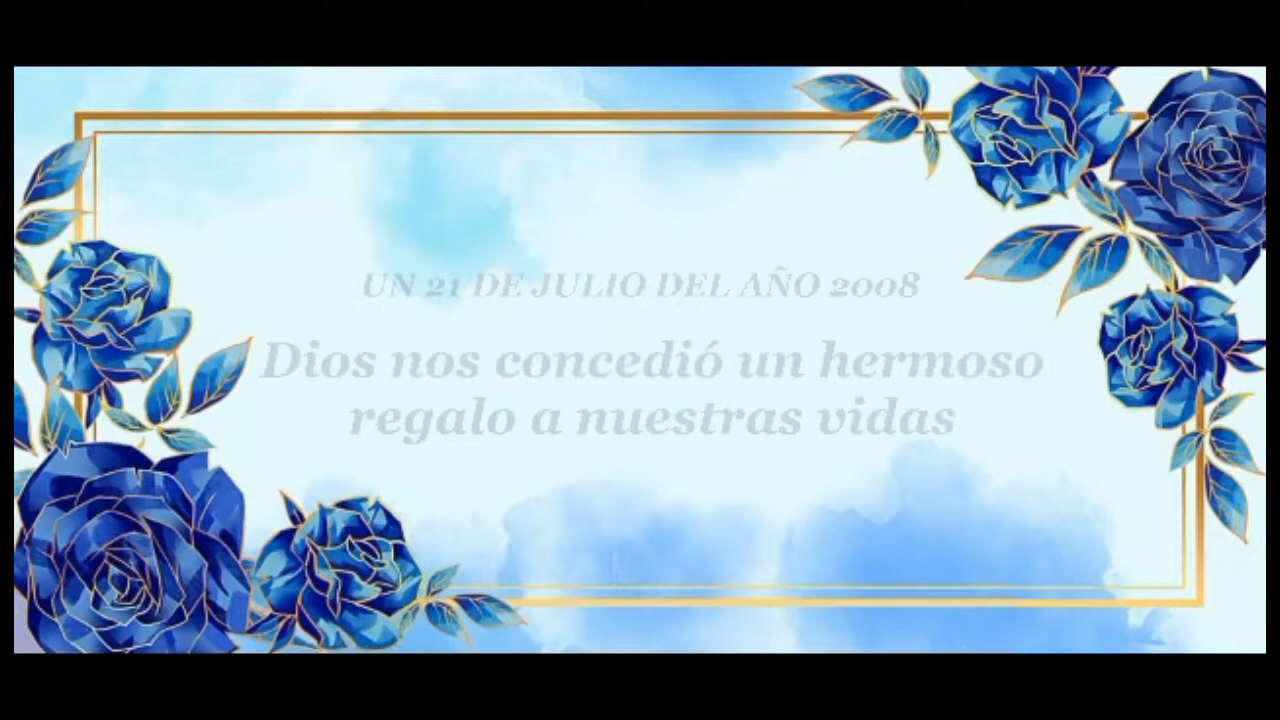 UN 21 DE JULIO DEL AÑO 2008
Dios nos concedió un hermoso
regalo a nuestras vidas